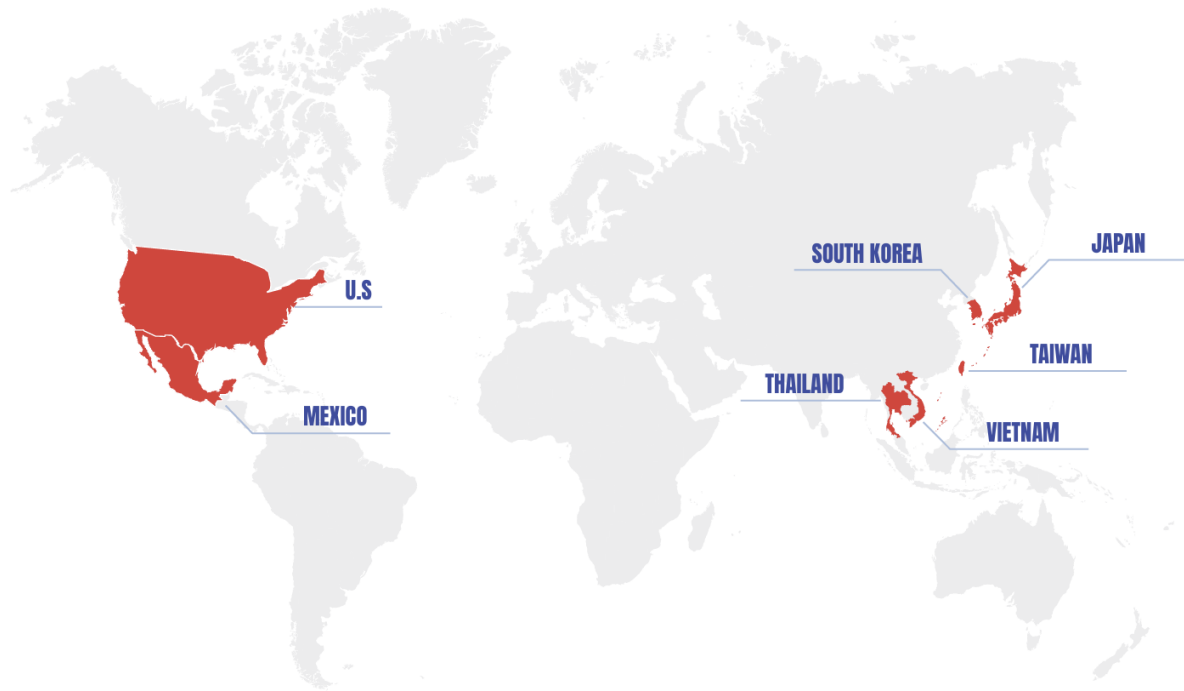 JAPAN
SOUTH KOREA
U.S
TAIWAN
THAILAND
MEXICO
VIETNAM